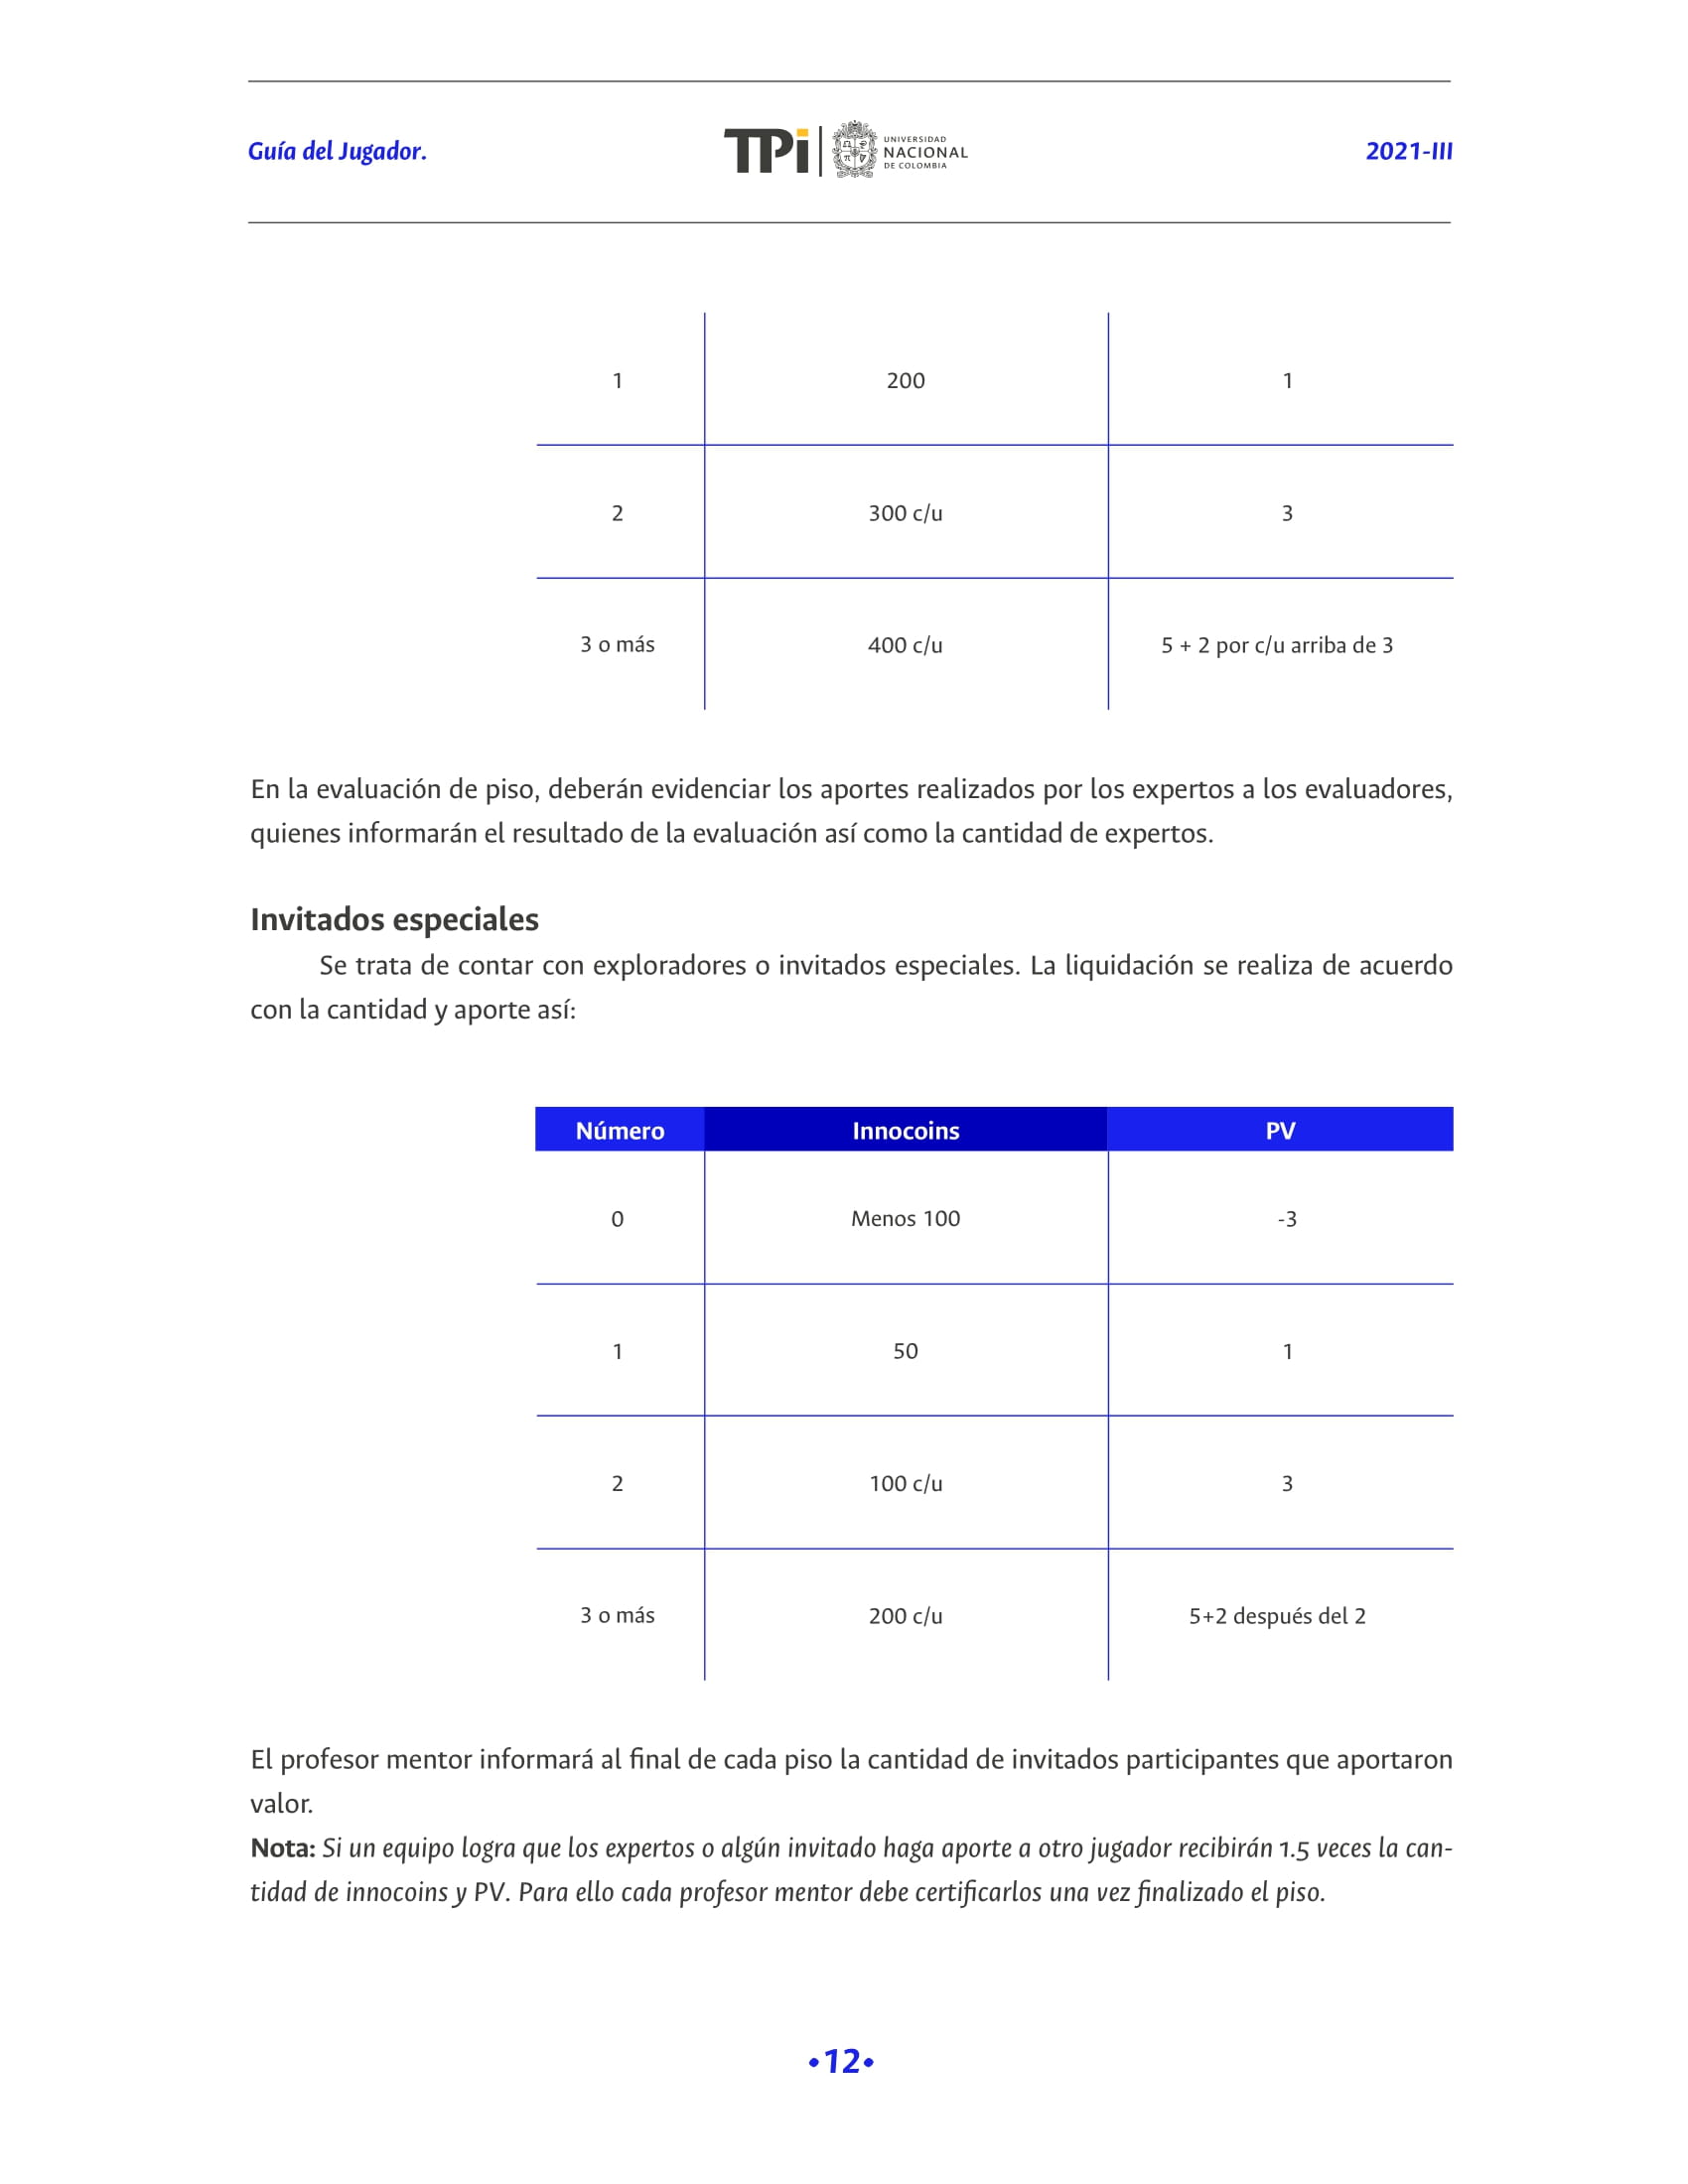 Guía del Jugador.
TPi
UNIVERSIDAD
NACIONAL
DE COLOMBIA
2021-III
1 200 1
2 300 c/u 3
3 o más 400 c/u 5 + 2 por c/u arriba de 3
En la evaluación de piso, deberán evidenciar los aportes realizados por los expertos a los evaluadores,
quienes informarán el resultado de la evaluación así como la cantidad de expertos.
Invitados especiales
Se trata de contar con exploradores o invitados especiales. La liquidación se realiza de acuerdo
con la cantidad y aporte así:
Número Innocoins PV
0 Menos 100 -3
1 50 1
2 100 c/u 3
3 o más 200 c/u 5+2 después del 2
El profesor mentor informará al final de cada piso la cantidad de invitados participantes que aportaron
valor.
Nota: Si un equipo logra que los expertos o algún invitado haga aporte a otro jugador recibirán 1.5 veces la can-
tidad de innocoins y PV. Para ello cada profesor mentor debe certificarlos una vez finalizado el piso.
•12•